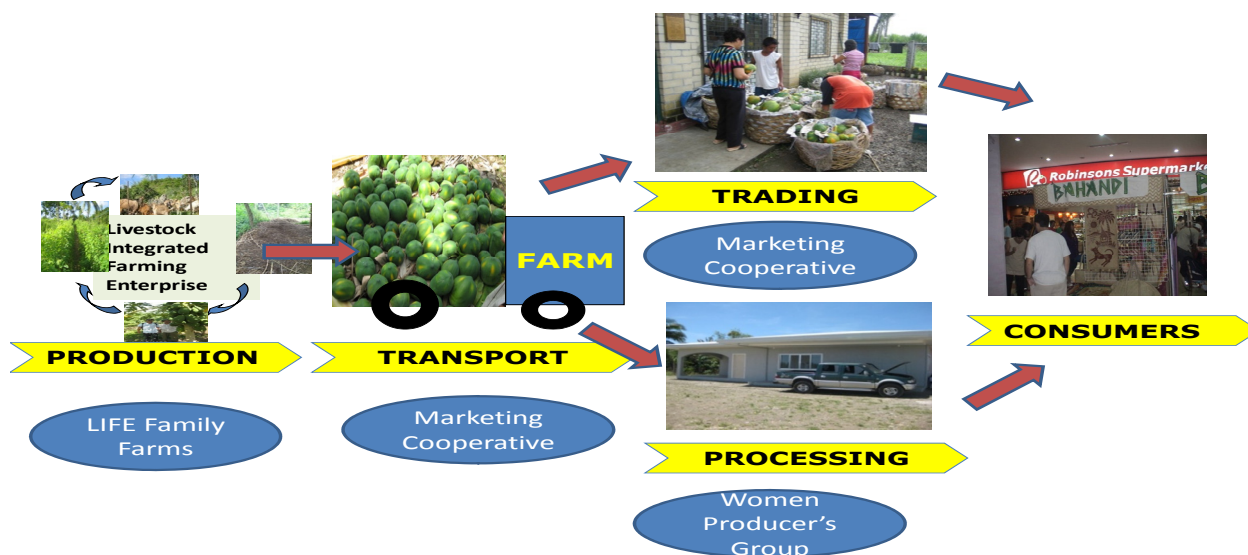 Livestock
Integrated
Farming
Enterprise
PRODUCTION
LIFE Family
Farms
FARM
TRANSPORT
Marketing
Cooperative
TRADING
Marketing
Cooperative
PROCESSING
Women
Producer's
Group
Robinsons Supermarke
BAHANDI
CONSUMERS